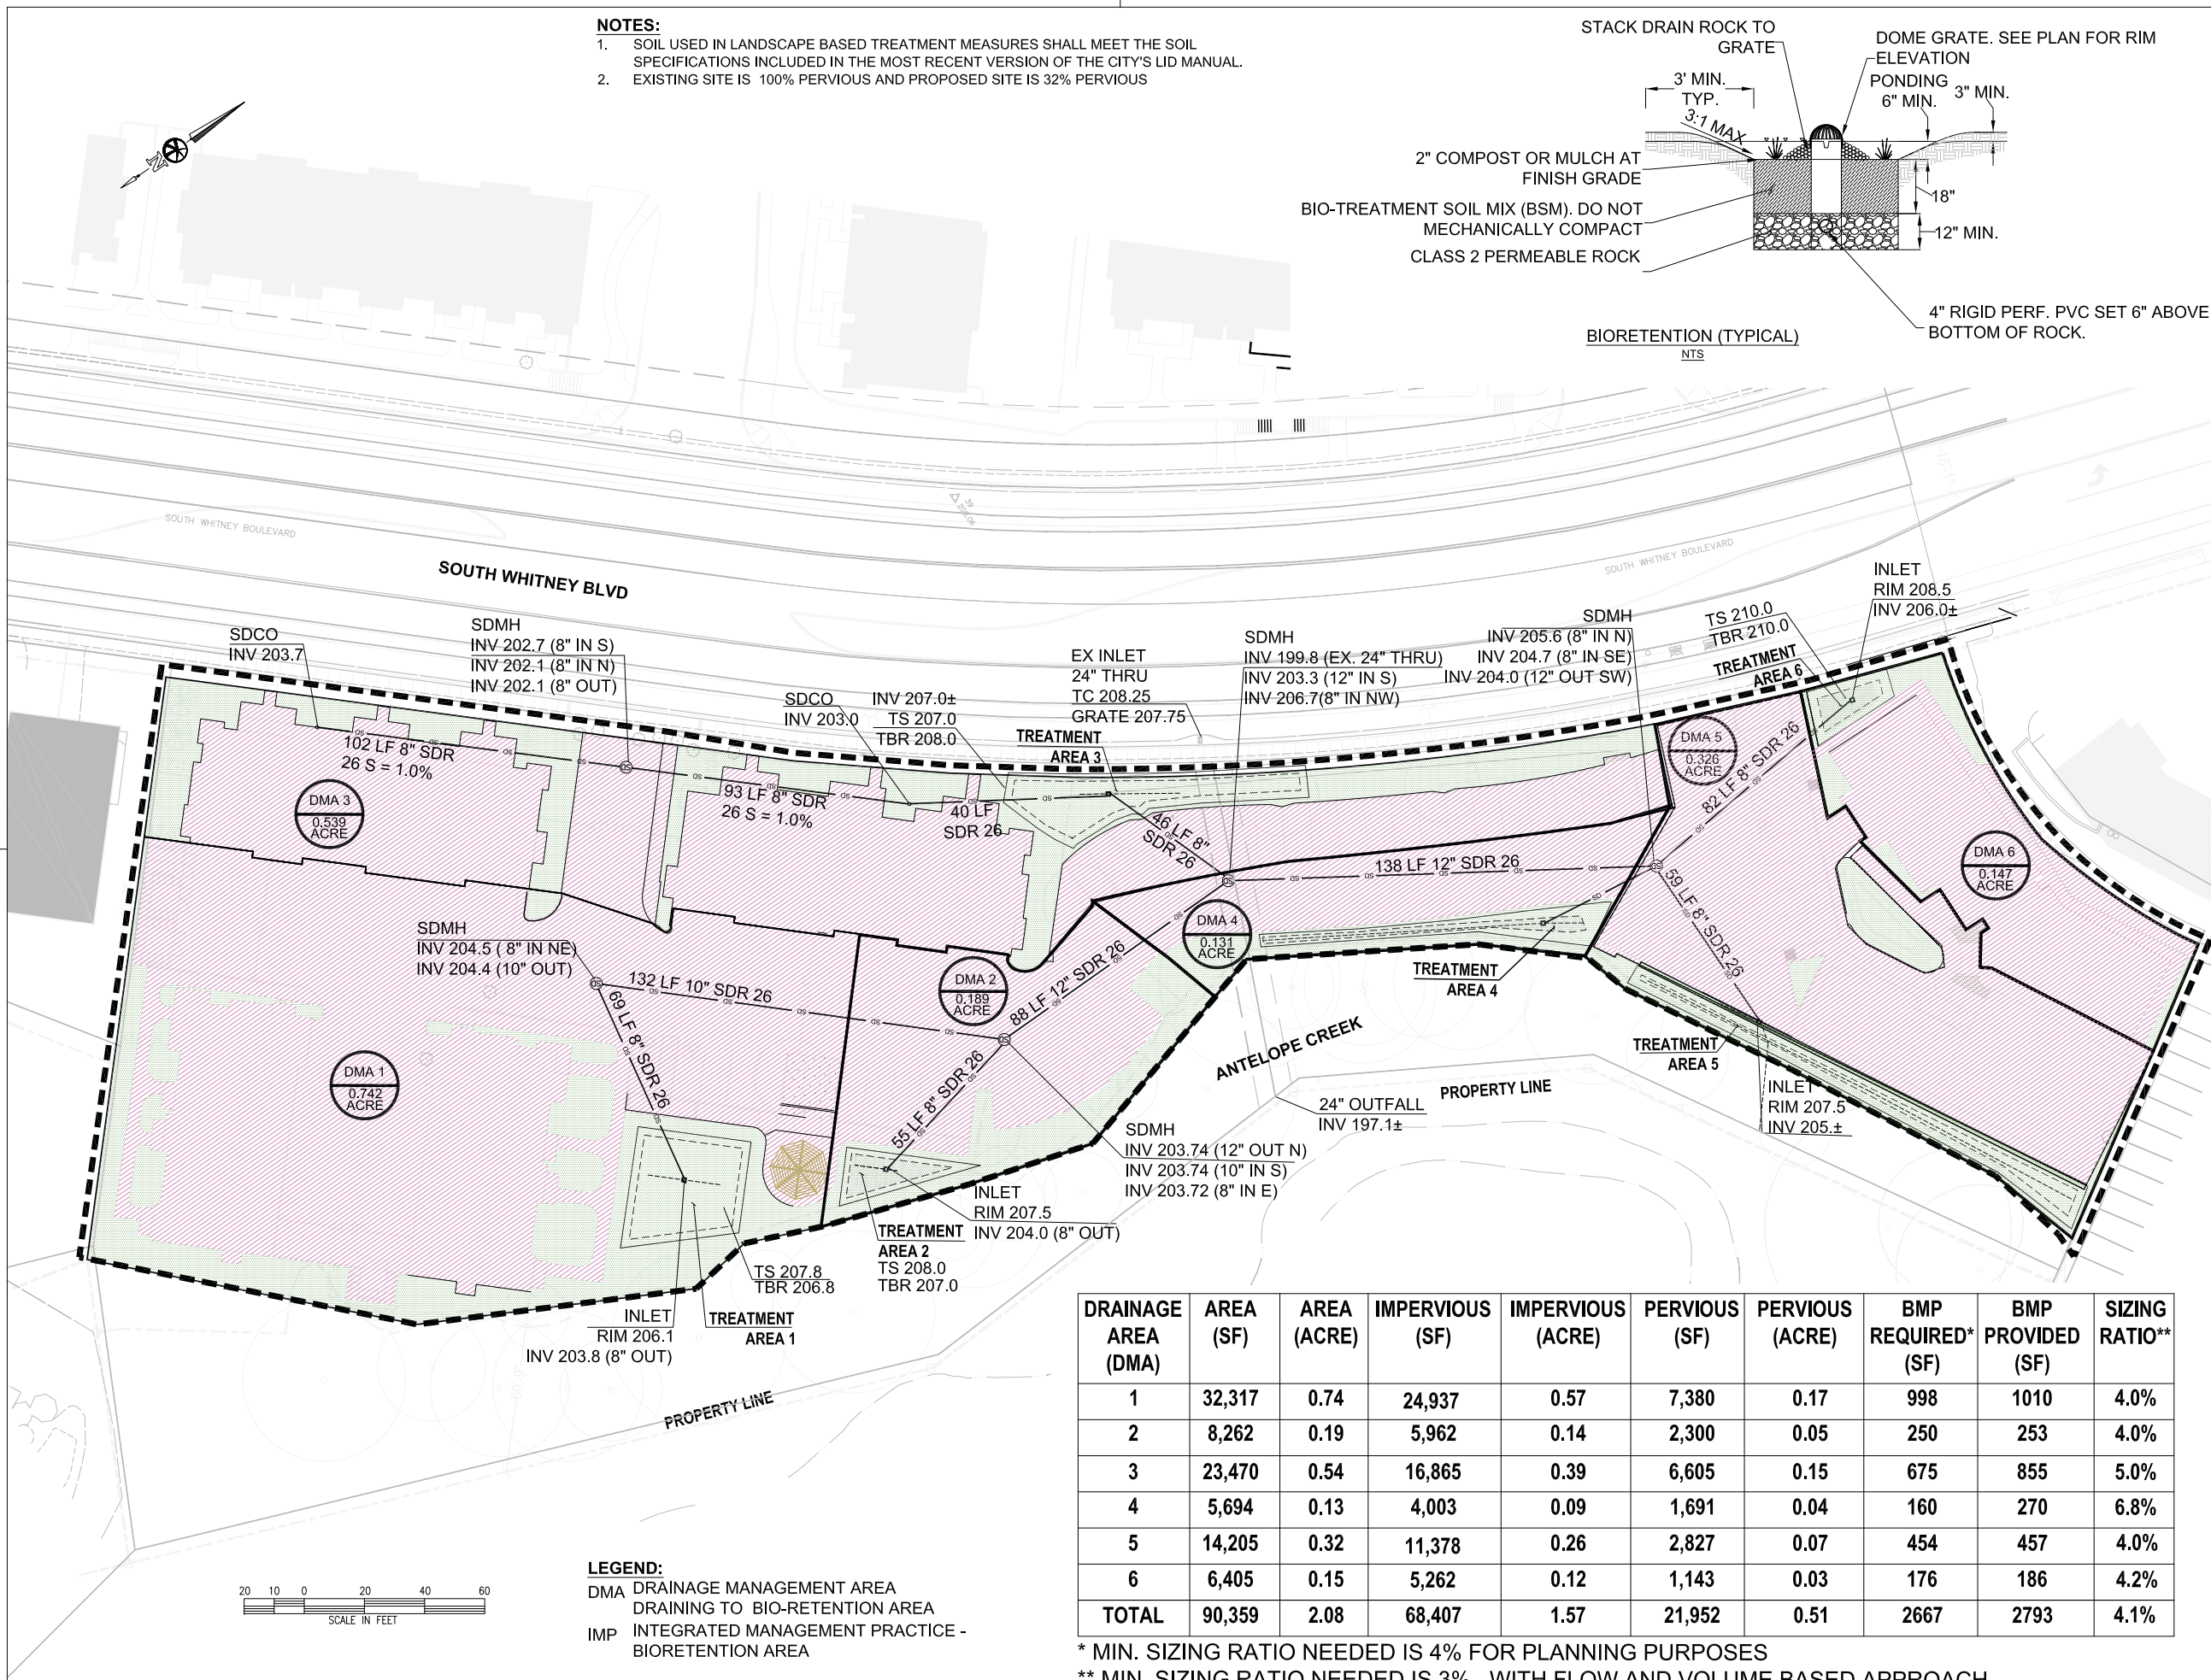 NOTES:
1. SOIL USED IN LANDSCAPE BASED TREATMENT MEASURES SHALL MEET THE SOIL
SPECIFICATIONS INCLUDED IN THE MOST RECENT VERSION OF THE CITY'S LID MANUAL.
2. EXISTING SITE IS 100% PERVIOUS AND PROPOSED SITE IS 32% PERVIOUS
N
STACK DRAIN ROCK TO
GRATE
DOME GRATE. SEE PLAN FOR RIM
ELEVATION
3' MIN.
TYP.
3:1 MAX
PONDING
6" MIN.
3" MIN.
2" COMPOST OR MULCH AT
FINISH GRADE
BIO-TREATMENT SOIL MIX (BSM). DO NOT
MECHANICALLY COMPACT
CLASS 2 PERMEABLE ROCK
18"
12" MIN.
4" RIGID PERF. PVC SET 6" ABOVE
BOTTOM OF ROCK.
BIORETENTION (TYPICAL)
NTS
SOUTH WHITNEY BOULEVARD
SOUTH WHITNEY BLVD
SOUTH WHITNEY BOULEVARD
SDCO
INV 203.7
SDMH
INV 202.7 (8" IN S)
INV 202.1 (8" IN N)
INV 202.1 (8" OUT)
SDCO
INV 203.0
INV 207.0±
TS 207.0
TBR 208.0
EX INLET
24" THRU
TC 208.25
GRATE 207.75
TREATMENT
AREA 3
SDMH
INV 199.8 (EX. 24" THRU)
INV 203.3 (12" IN S)
INV 206.7(8" IN NW)
SDMH
INV 205.6 (8" IN N)
INV 204.7 (8" IN SE)
INV 204.0 (12" OUT SW)
TS 210.0
TBR 210.0
TREATMENT
AREA 6
INLET
RIM 208.5
INV 206.0±
102 LF 8" SDR
26 S = 1.0%
93 LF 8" SDR
26 S = 1.0%
40 LF
SDR 26
46 LF 8"
SDR 26
138 LF 12" SDR 26
82 LF 8" SDR 26
59 LF 8" SDR 26
DMA 3
0.539
ACRE
DMA 5
0.326
ACRE
DMA 6
0.147
ACRE
DMA 4
0.131
ACRE
DMA 2
0.189
ACRE
DMA 1
0.742
ACRE
SDMH
INV 204.5 ( 8" IN NE)
INV 204.4 (10" OUT)
132 LF 10" SDR 26
69 LF 8" SDR 26
88 LF 12" SDR 26
55 LF 8" SDR 26
TREATMENT
AREA 4
ANTELOPE CREEK
TREATMENT
AREA 5
PROPERTY LINE
24" OUTFALL
INV 197.1±
INLET
RIM 207.5
INV 205.±
SDMH
INV 203.74 (12" OUT N)
INV 203.74 (10" IN S)
INV 203.72 (8" IN E)
INLET
RIM 207.5
INV 204.0 (8" OUT)
TREATMENT
AREA 2
TS 208.0
TBR 207.0
TS 207.8
TBR 206.8
INLET
RIM 206.1
INV 203.8 (8" OUT)
TREATMENT
AREA 1
PROPERTY LINE
DRAINAGE AREA (DMA) AREA (SF) AREA (ACRE) IMPERVIOUS (SF) IMPERVIOUS (ACRE) PERVIOUS (SF) PERVIOUS (ACRE) BMP REQUIRED* (SF) BMP PROVIDED (SF) SIZING RATIO**
1 32,317 0.74 24,937 0.57 7,380 0.17 998 1010 4.0%
2 8,262 0.19 5,962 0.14 2,300 0.05 250 253 4.0%
3 23,470 0.54 16,865 0.39 6,605 0.15 675 855 5.0%
4 5,694 0.13 4,003 0.09 1,691 0.04 160 270 6.8%
5 14,205 0.32 11,378 0.26 2,827 0.07 454 457 4.0%
6 6,405 0.15 5,262 0.12 1,143 0.03 176 186 4.2%
TOTAL 90,359 2.08 68,407 1.57 21,952 0.51 2667 2793 4.1%
* MIN. SIZING RATIO NEEDED IS 4% FOR PLANNING PURPOSES
** MIN. SIZING RATIO NEEDED IS 3% WITH FLOW AND VOLUME BASED APPROACH
20 10 0 20 40 60
SCALE IN FEET
LEGEND:
DMA DRAINAGE MANAGEMENT AREA
DRAINING TO BIO-RETENTION AREA
IMP INTEGRATED MANAGEMENT PRACTICE -
BIORETENTION AREA